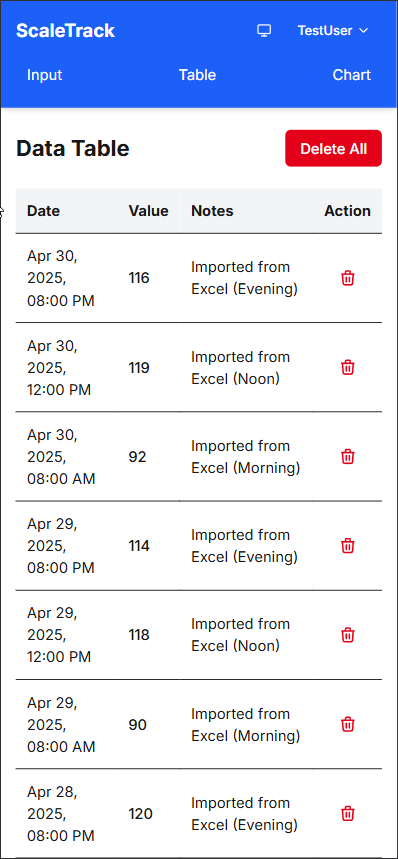 ScaleTrack
TestUser
Input Table Chart
Data Table
Delete All
Date Value Notes Action
Apr 30,
2025,
08:00 PM
116
Imported from
Excel (Evening)
Apr 30,
2025,
12:00 PM
119
Imported from
Excel (Noon)
Apr 30,
2025,
08:00 AM
92
Imported from
Excel (Morning)
Apr 29,
2025,
08:00 PM
114
Imported from
Excel (Evening)
Apr 29,
2025,
12:00 PM
118
Imported from
Excel (Noon)
Apr 29,
2025,
08:00 AM
90
Imported from
Excel (Morning)
Apr 28,
2025,
08:00 PM
120
Imported from
Excel (Evening)